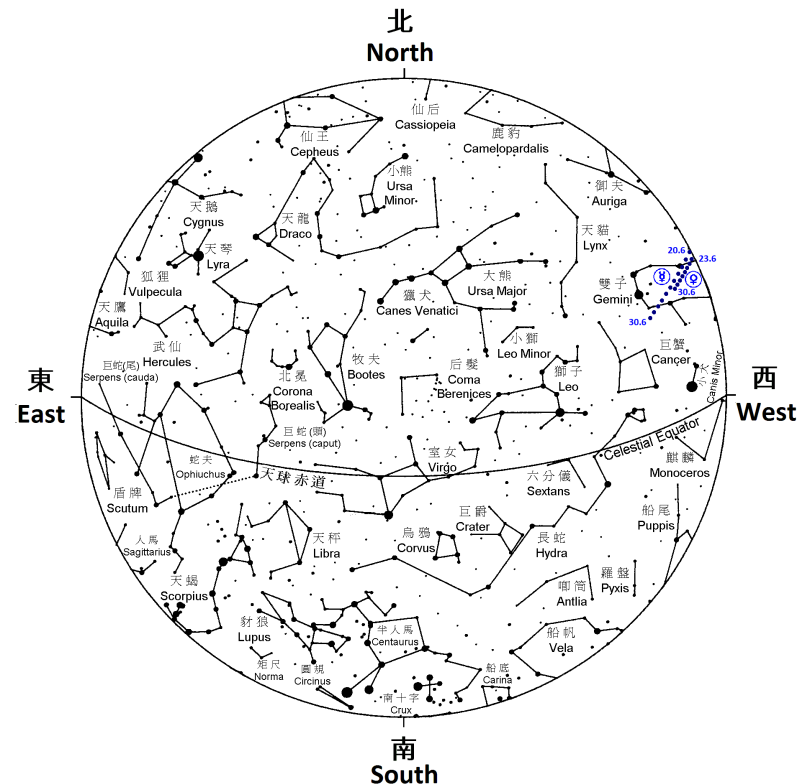 北
North
仙后
Cassiopeia
鹿豹
Camelopardalis
仙王
Cepheus
小熊
Ursa
Minor
御夫
Auriga
天鵝
Cygnus
天龍
Draco
天貓
Lynx
天琴
Lyra
20.6
23.6
狐狸
Vulpecula
大熊
Ursa Major
雙子
Gemini
☿
♀
30.6
30.6
獵犬
Canes Venatici
天鷹
Aquila
武仙
Hercules
小獅
Leo Minor
巨蟹
Cancer
巨蛇(尾)
Serpens (cauda)
北冕
Corona
Borealis
牧夫
Bootes
后髮
Coma
Berenices
獅子
Leo
小犬
Canis Minor
東
East
西
West
巨蛇(頭)
Serpens (caput)
Celestial Equator
天球赤道
蛇夫
Ophiuchus
室女
Virgo
六分儀
Sextans
麒麟
Monoceros
盾牌
Scutum
人馬
Sagittarius
天秤
Libra
烏鴉
Corvus
巨爵
Crater
長蛇
Hydra
船尾
Puppis
天蠍
Scorpius
唧筒
Antlia
羅盤
Pyxis
豺狼
Lupus
半人馬
Centaurus
船帆
Vela
矩尺
Norma
圓規
Circinus
南十字
Crux
船底
Carina
南
South